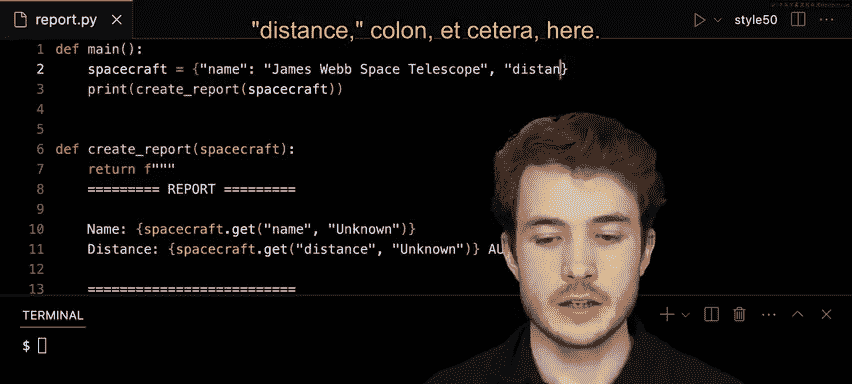 report.py
style50
"distance," colon, et cetera, here.
1 def main():
2 spacecraft = {"name": "James Webb Space Telescope", "distan}
3 print(create_report(spacecraft))
4
5
6 def create_report(spacecraft):
7 return f"""
8 ========= REPORT =========
9
10 Name: {spacecraft.get("name", "Unknown")}
11 Distance: {spacecraft.get("distance", "Unknown")} AU
12
13 ==========================
TERMINAL
$